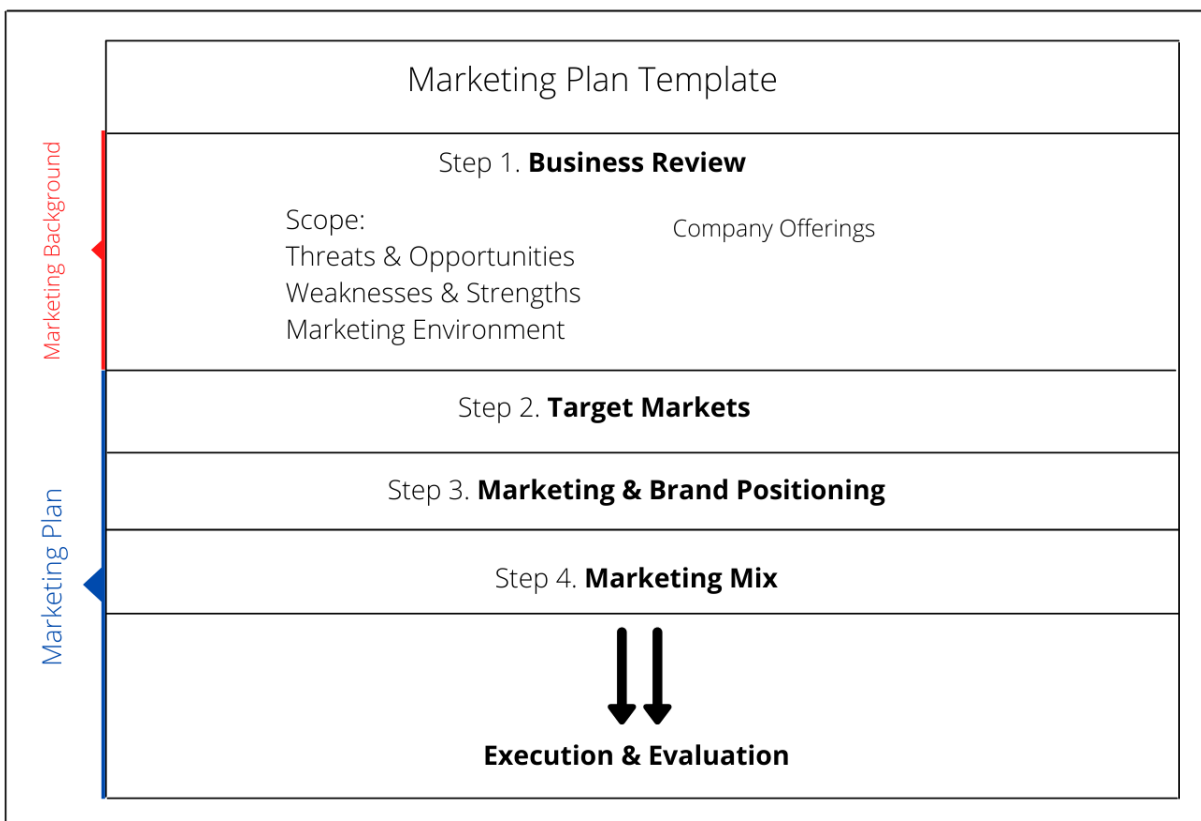 Marketing Plan Template
Marketing Background
Step 1. Business Review
Scope:
Threats & Opportunities
Weaknesses & Strengths
Marketing Environment
Company Offerings
Marketing Plan
Step 2. Target Markets
Step 3. Marketing & Brand Positioning
Step 4. Marketing Mix
Execution & Evaluation